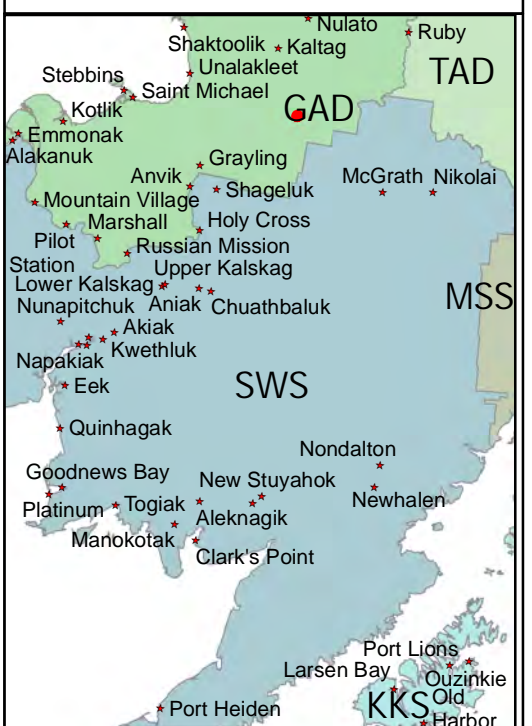 Nulato
Ruby
Shaktoolik
Kaltag
TAD
Unalakleet
Stebbins
Saint Michael
GAD
Kotlik
Emmonak
Alakanuk
Grayling
Anvik
McGrath
Nikolai
Shageluk
Mountain Village
Marshall
Holy Cross
Pilot
Station
Russian Mission
Upper Kalskag
Lower Kalskag
Nunapitchuk
Aniak
Chuathbaluk
MSS
Akiak
Kwethluk
Napakiak
Eek
SWS
Quinhagak
Nondalton
Goodnews Bay
New Stuyahok
Newhalen
Platinum
Togiak
Aleknagik
Manokotak
Clark's Point
Port Lions
Larsen Bay
Ouzinkie
KKS
Old
Harbor
Port Heiden